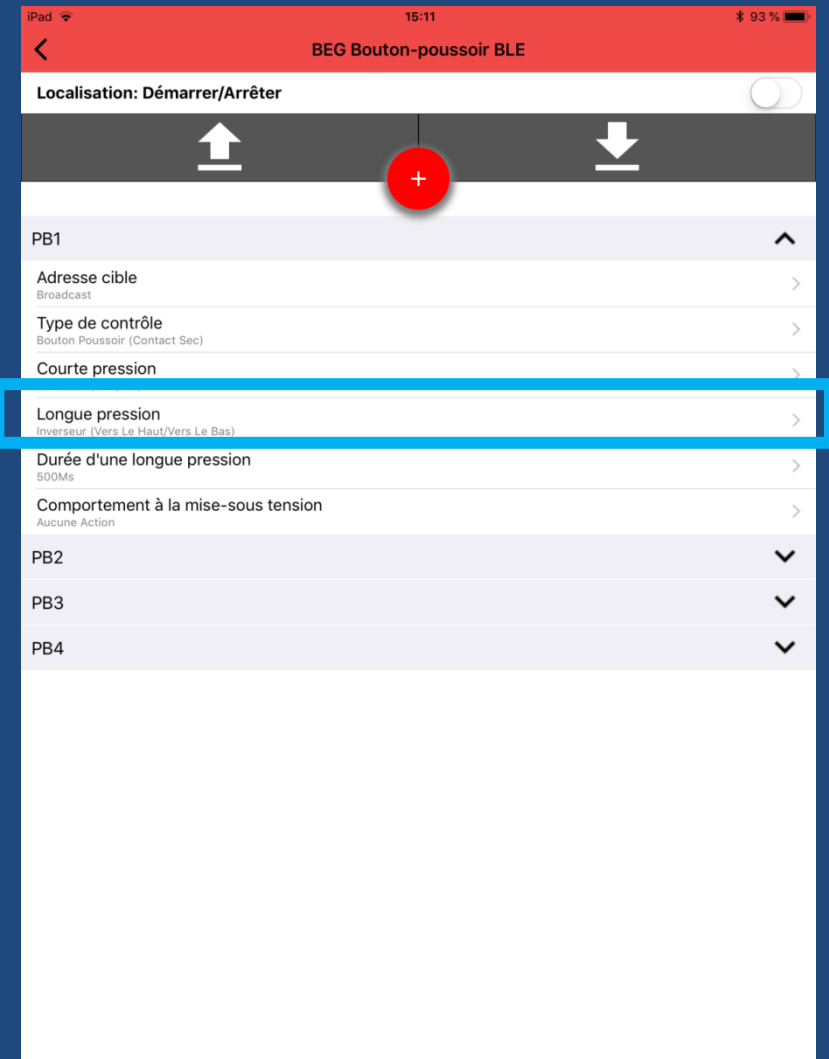 iPad 15:11 93 %
BEG Bouton-poussoir BLE
Localisation: Démarrer/Arrêter
+
PB1
Adresse cible
Broadcast
Type de contrôle
Bouton Poussoir (Contact Sec)
Courte pression
Longue pression
Inverseur (Vers Le Haut/Vers Le Bas)
Durée d'une longue pression
500Ms
Comportement à la mise-sous tension
Aucune Action
PB2
PB3
PB4